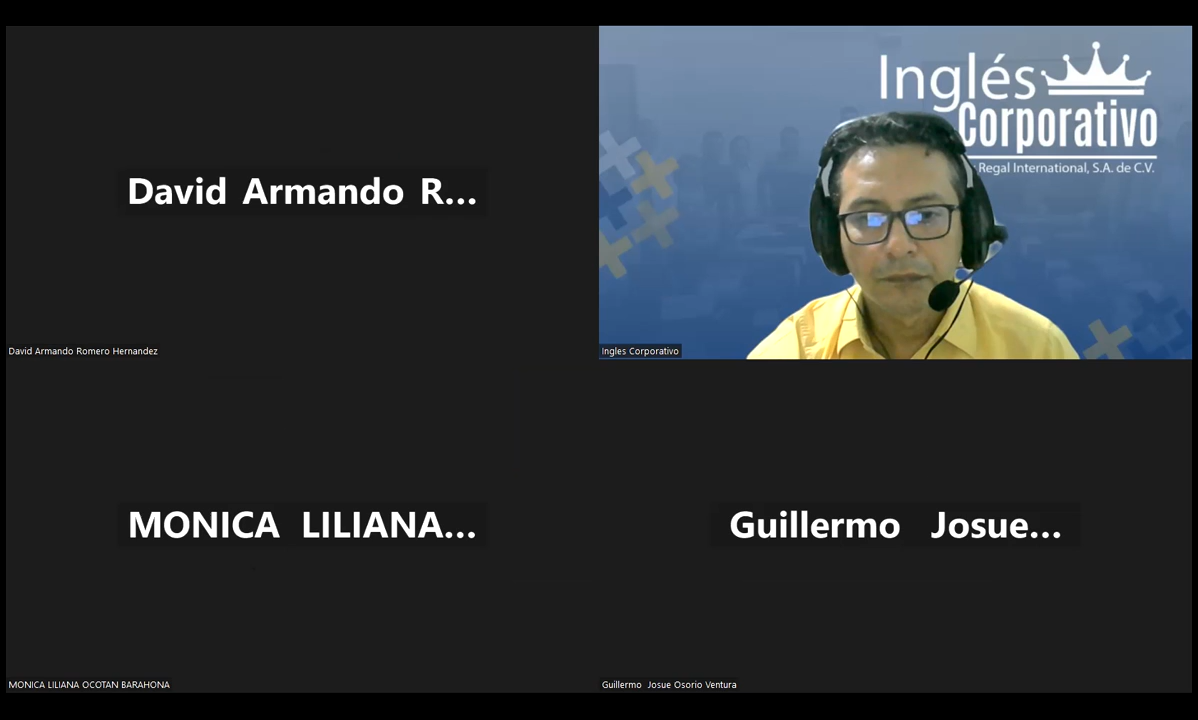 David Armando R...
David Armando Romero Hernandez
Inglés
Corporativo
Regal International, S.A. de C.V.
Ingles Corporativo
MONICA LILIANA...
MONICA LILIANA OCOTAN BARAHONA
Guillermo Josue...
Guillermo Josue Osorio Ventura